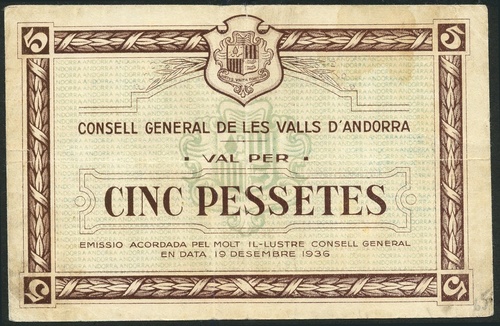 5 5
CONSELL GENERAL DE LES VALLS D'ANDORRA
· VAL PER ·
CINC PESSETES
EMISSIO ACORDADA PEL MOLT IL-LUSTRE CONSELL GENERAL
EN DATA 19 DESEMBRE 1936
5 5